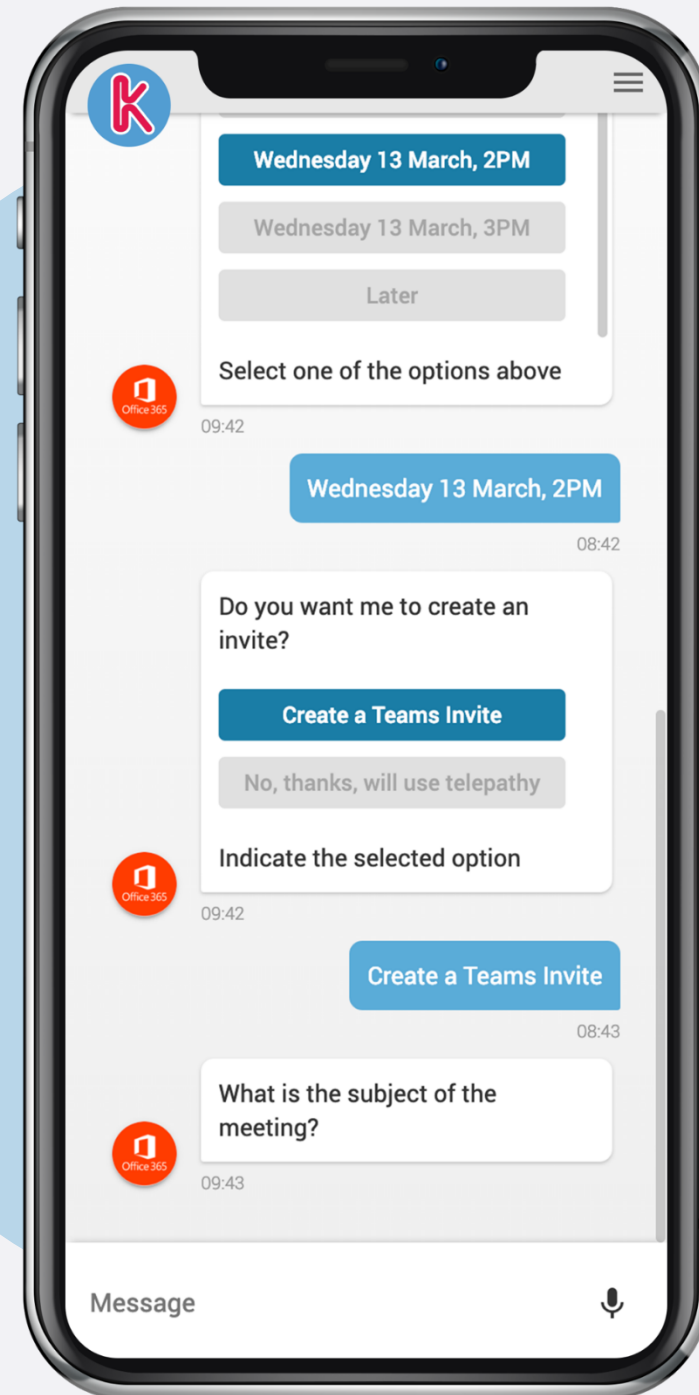 K
Wednesday 13 March, 2PM
Wednesday 13 March, 3PM
Later
Select one of the options above
Office 365
09:42
Wednesday 13 March, 2PM
08:42
Do you want me to create an
invite?
Create a Teams Invite
No, thanks, will use telepathy
Indicate the selected option
Office 365
09:42
Create a Teams Invite
08:43
What is the subject of the
meeting?
Office 365
09:43
Message